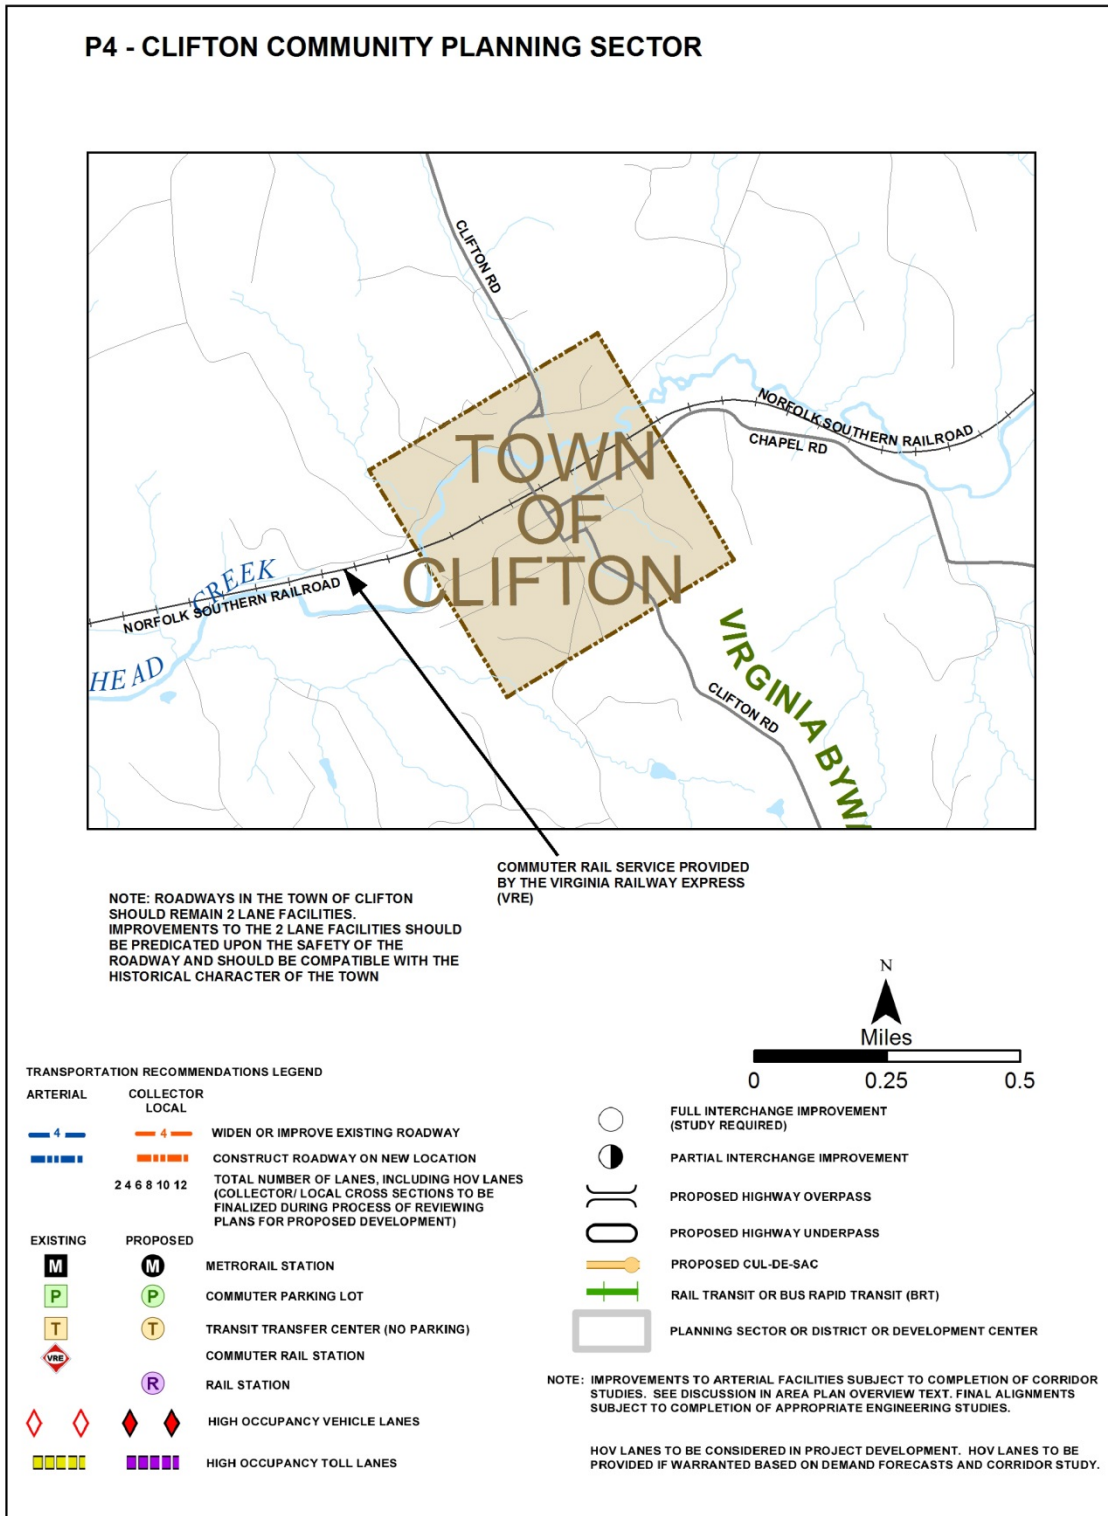 P4 - CLIFTON COMMUNITY PLANNING SECTOR
CLIFTON RD
NORFOLK SOUTHERN RAILROAD
CHAPEL RD
TOWN
OF
CLIFTON
CREEK
NORFOLK SOUTHERN RAILROAD
HEAD
VIRGINIA BYWA
CLIFTON RD
COMMUTER RAIL SERVICE PROVIDED
BY THE VIRGINIA RAILWAY EXPRESS
(VRE)
NOTE: ROADWAYS IN THE TOWN OF CLIFTON
SHOULD REMAIN 2 LANE FACILITIES.
IMPROVEMENTS TO THE 2 LANE FACILITIES SHOULD
BE PREDICATED UPON THE SAFETY OF THE
ROADWAY AND SHOULD BE COMPATIBLE WITH THE
HISTORICAL CHARACTER OF THE TOWN
N
Miles
0 0.25 0.5
TRANSPORTATION RECOMMENDATIONS LEGEND
ARTERIAL COLLECTOR
LOCAL
4 4 WIDEN OR IMPROVE EXISTING ROADWAY
CONSTRUCT ROADWAY ON NEW LOCATION
2 4 6 8 10 12 TOTAL NUMBER OF LANES, INCLUDING HOV LANES
(COLLECTOR/ LOCAL CROSS SECTIONS TO BE
FINALIZED DURING PROCESS OF REVIEWING
PLANS FOR PROPOSED DEVELOPMENT)
EXISTING PROPOSED
M M METRORAIL STATION
P P COMMUTER PARKING LOT
T T TRANSIT TRANSFER CENTER (NO PARKING)
VRE COMMUTER RAIL STATION
R RAIL STATION
HIGH OCCUPANCY VEHICLE LANES
HIGH OCCUPANCY TOLL LANES
FULL INTERCHANGE IMPROVEMENT
(STUDY REQUIRED)
PARTIAL INTERCHANGE IMPROVEMENT
PROPOSED HIGHWAY OVERPASS
PROPOSED HIGHWAY UNDERPASS
PROPOSED CUL-DE-SAC
RAIL TRANSIT OR BUS RAPID TRANSIT (BRT)
PLANNING SECTOR OR DISTRICT OR DEVELOPMENT CENTER
NOTE: IMPROVEMENTS TO ARTERIAL FACILITIES SUBJECT TO COMPLETION OF CORRIDOR
STUDIES. SEE DISCUSSION IN AREA PLAN OVERVIEW TEXT. FINAL ALIGNMENTS
SUBJECT TO COMPLETION OF APPROPRIATE ENGINEERING STUDIES.
HOV LANES TO BE CONSIDERED IN PROJECT DEVELOPMENT. HOV LANES TO BE
PROVIDED IF WARRANTED BASED ON DEMAND FORECASTS AND CORRIDOR STUDY.